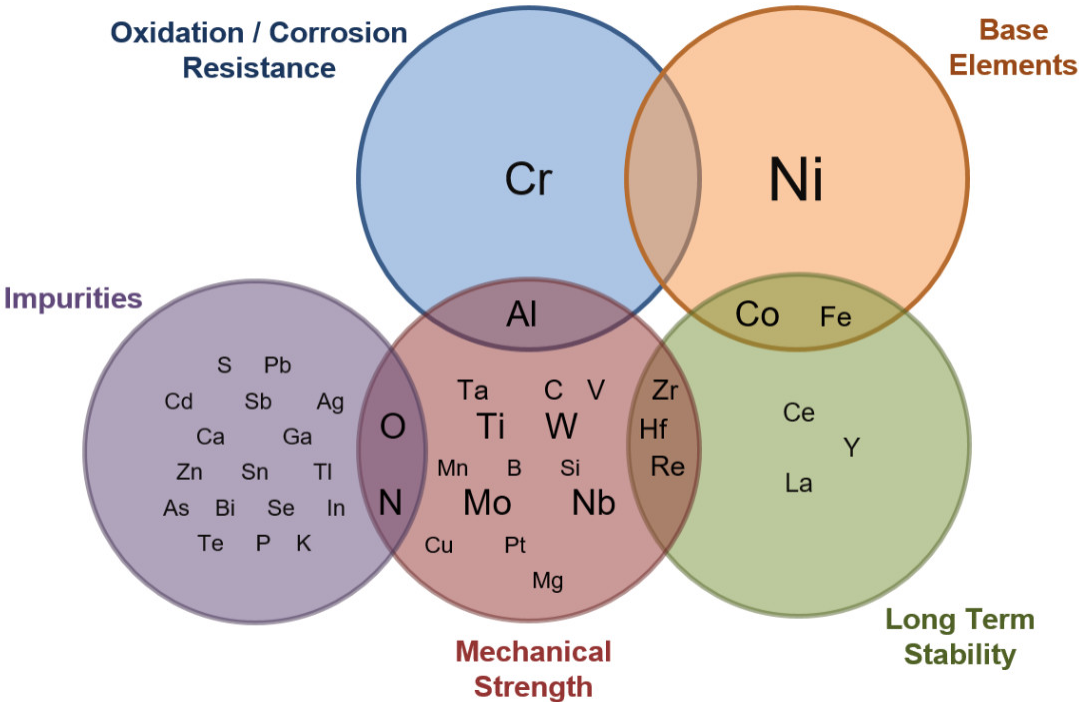 Oxidation / Corrosion
Resistance
Base
Elements
Cr
Ni
Impurities
Al
Co Fe
S Pb
Cd Sb Ag
Ca Ga
Zn Sn Tl
As Bi Se In
Te P K
O
N
Ta C V
Ti W
Mn B Si
Mo Nb
Cu Pt
Mg
Zr
Hf
Re
Ce
Y
La
Mechanical
Strength
Long Term
Stability